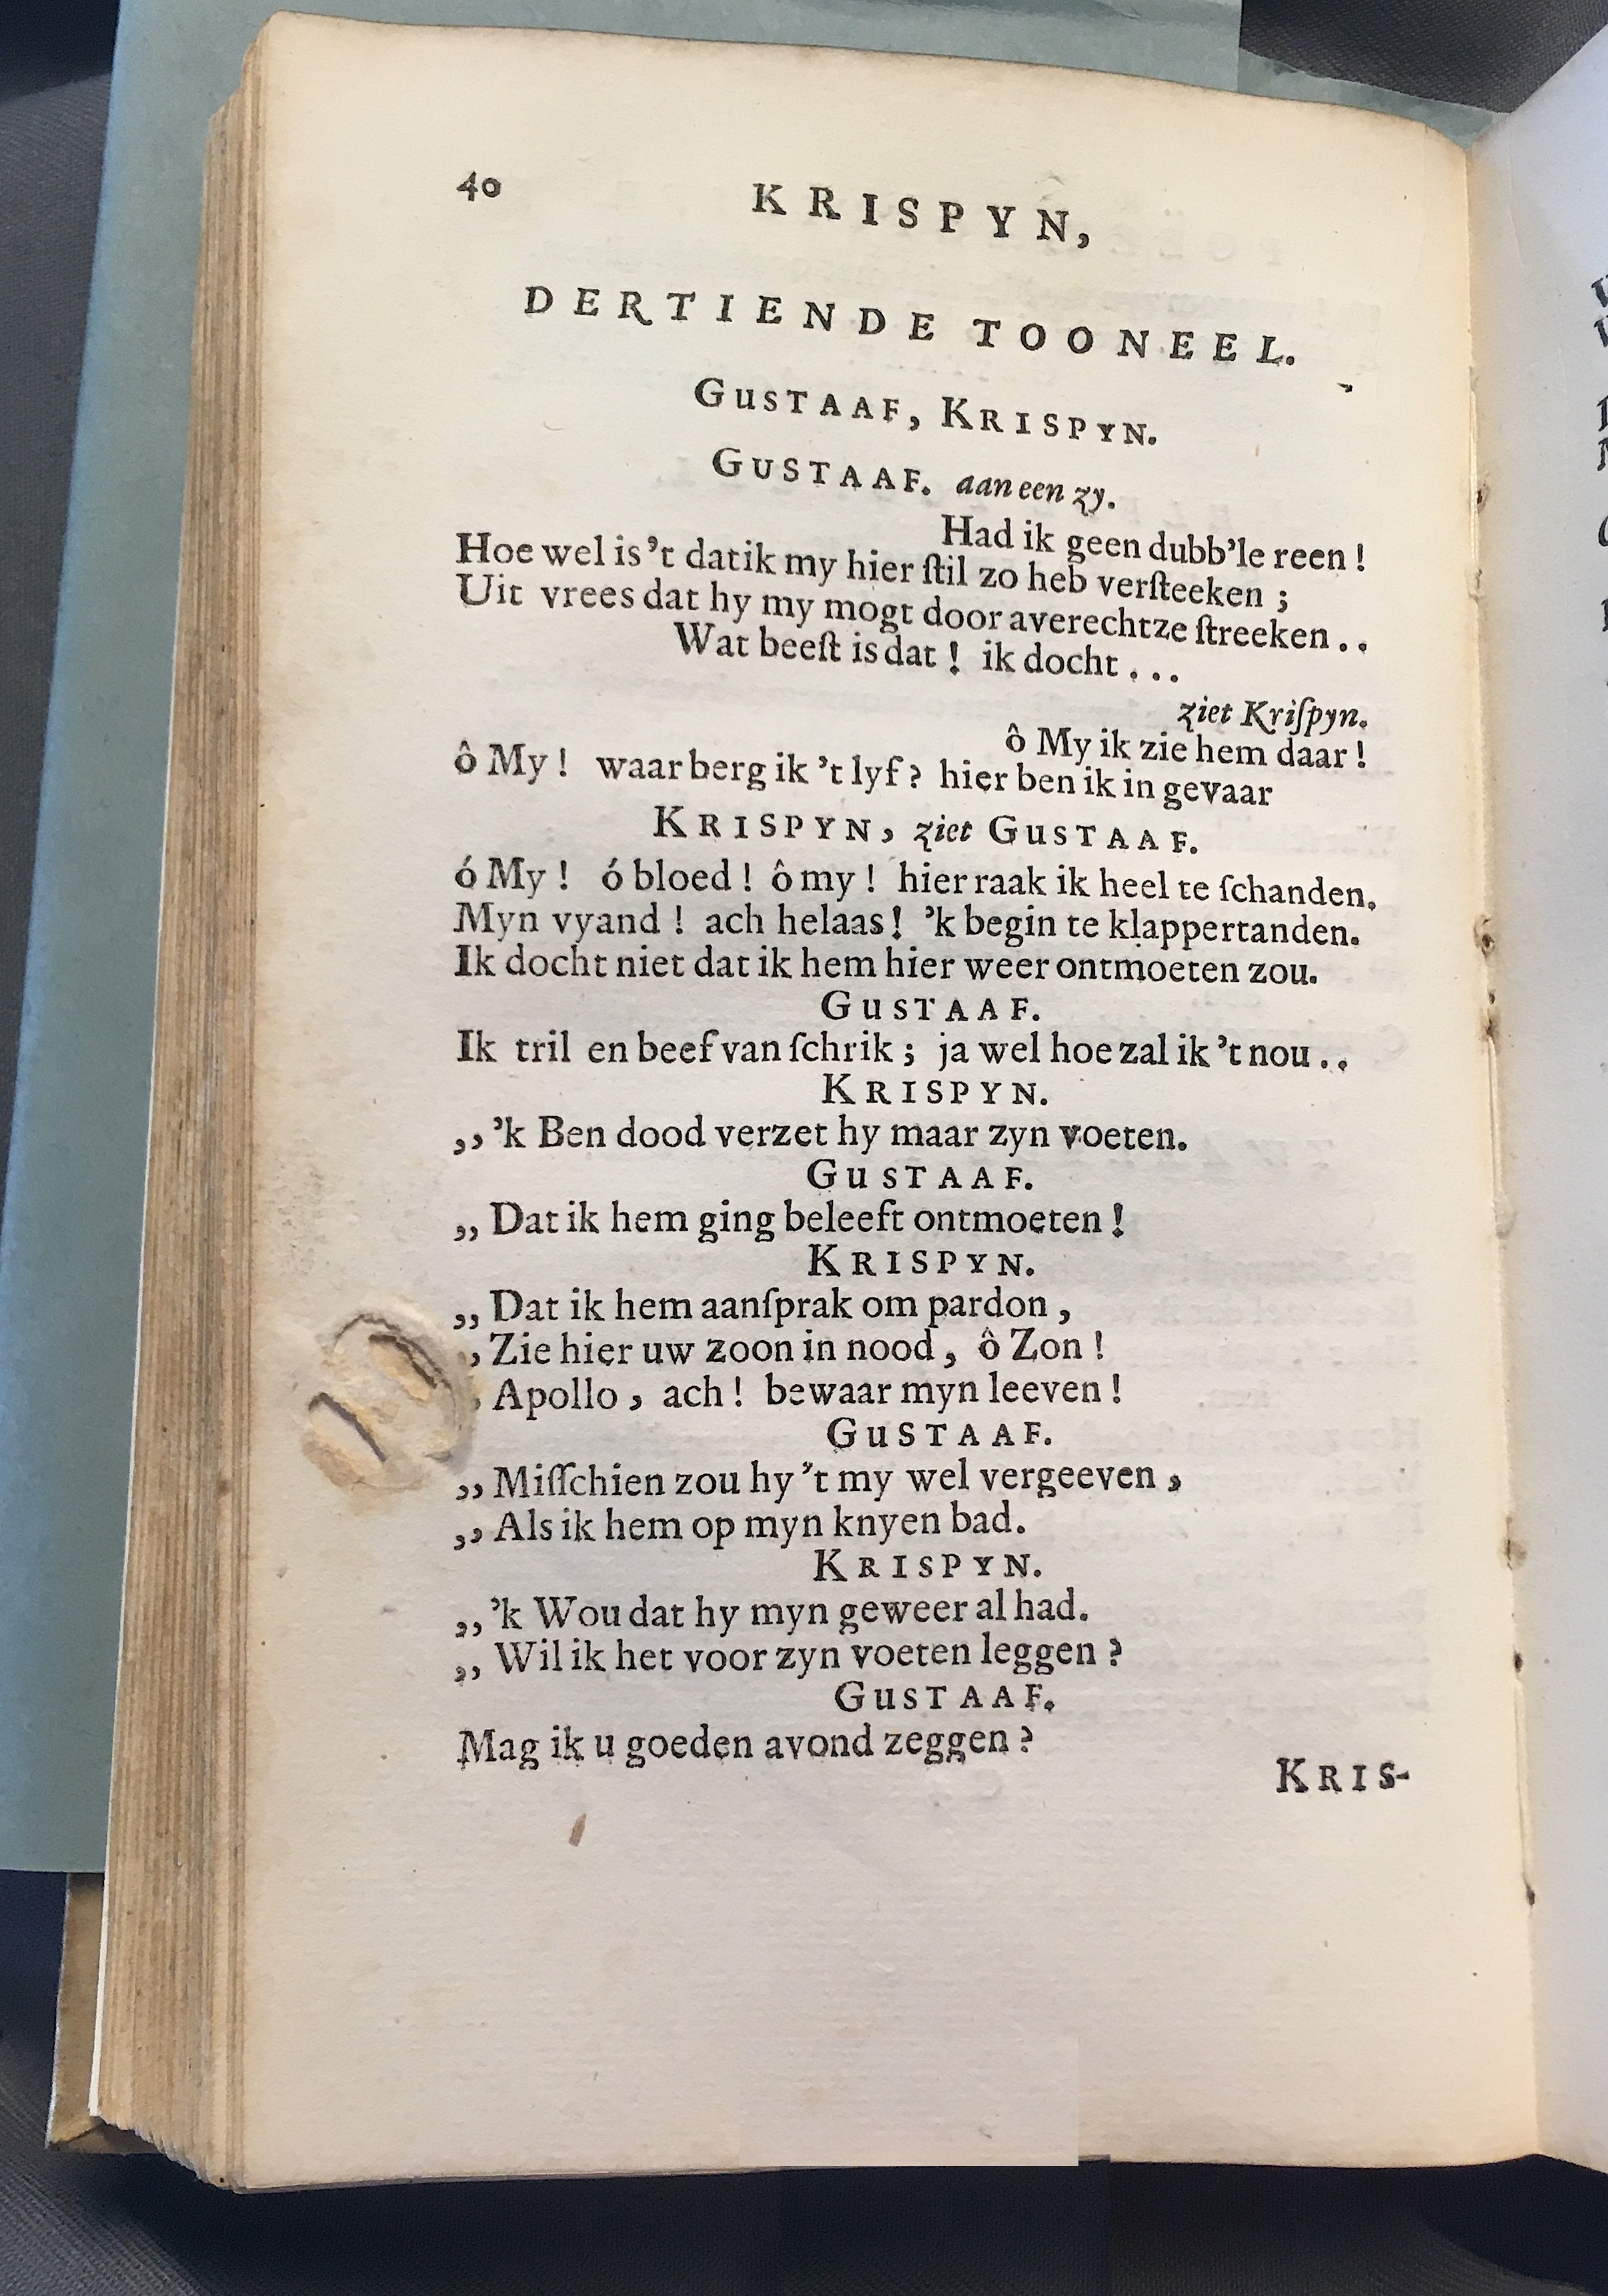 40
KRISPYN,
DERTIENDE TOONEEL.
GUSTAAF, KRISPYN.
GUSTAAF. aan een zy.
Had ik geen dubb'le reen!
Hoe wel is 't dat ik my hier ſtil zo heb verſteeken;
Uit vrees dat hy my mogt door averechtze ſtreeken..
Wat beeſt is dat! ik docht...
ziet Kriſpyn.
ô My ik zie hem daar!
ô My! waar berg ik 't lyf? hier ben ik in gevaar
KRISPYN, ziet GUSTAAF.
ó My! ó bloed! ô my! hier raak ik heel te ſchanden.
Myn vyand! ach helaas! 'k begin te klappertanden.
Ik docht niet dat ik hem hier weer ontmoeten zou.
GUSTAAF.
Ik tril en beef van ſchrik; ja wel hoe zal ik 't nou..
KRISPYN.
,, 'k Ben dood verzet hy maar zyn voeten.
GUSTAAF.
,, Dat ik hem ging beleeft ontmoeten!
KRISPYN.
,, Dat ik hem aanſprak om pardon,
, Zie hier uw zoon in nood, ô Zon!
, Apollo, ach! bewaar myn leeven!
GUSTAAF.
,, Miſſchien zou hy 't my wel vergeeven,
,, Als ik hem op myn knyen bad.
KRISPYN.
,, 'k Wou dat hy myn geweer al had.
,, Wil ik het voor zyn voeten leggen?
GUSTAAF.
Mag ik u goeden avond zeggen?
KRIS-